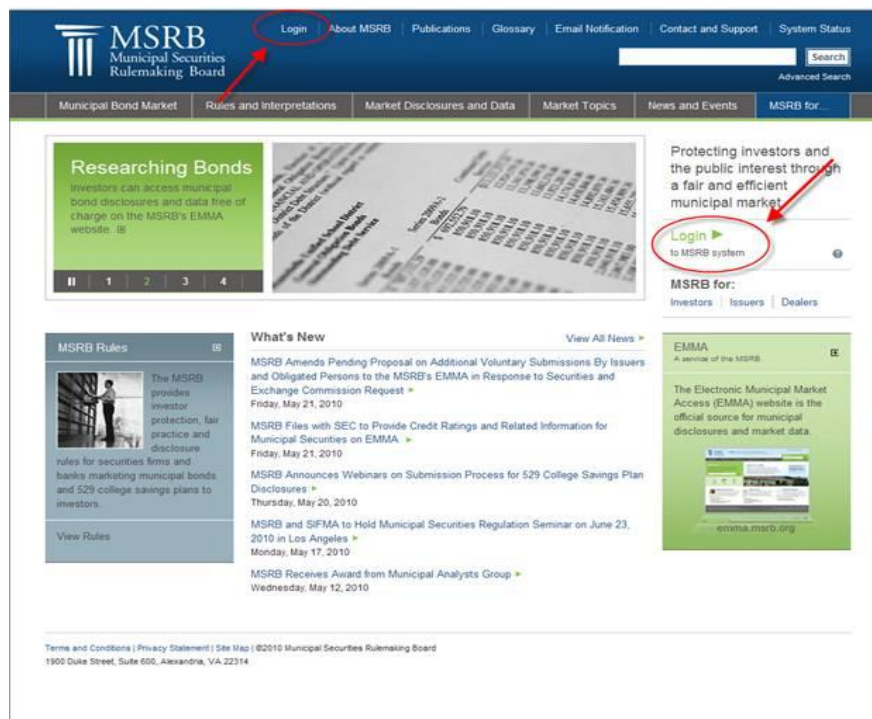 MSRB
Municipal Securities
Rulemaking Board
Login About MSRB Publications Glossary Email Notification Contact and Support System Status
Search
Advanced Search
Municipal Bond Market Rules and Interpretations Market Disclosures and Data Market Topics News and Events MSRB for...
Researching Bonds
Investors can access municipal
bond disclosures and data free of
charge on the MSRB's EMMA
website.
1 2 3 4
Protecting investors and
the public interest through
a fair and efficient
municipal market.
Login
to MSRB system
MSRB for:
Investors Issuers Dealers
MSRB Rules
The MSRB
provides
investor
protection, fair
practice and
disclosure
rules for securities firms and
banks marketing municipal bonds
and 529 college savings plans to
investors.
View Rules
What's New
View All News
MSRB Amends Pending Proposal on Additional Voluntary Submissions By Issuers
and Obligated Persons to the MSRB's EMMA in Response to Securities and
Exchange Commission Request
Friday, May 21, 2010
MSRB Files with SEC to Provide Credit Ratings and Related Information for
Municipal Securities on EMMA
Friday, May 21, 2010
MSRB Announces Webinars on Submission Process for 529 College Savings Plan
Disclosures
Thursday, May 20, 2010
MSRB and SIFMA to Hold Municipal Securities Regulation Seminar on June 23,
2010 in Los Angeles
Monday, May 17, 2010
MSRB Receives Award from Municipal Analysts Group
Wednesday, May 12, 2010
EMMA
A service of the MSRB
The Electronic Municipal Market
Access (EMMA) website is the
official source for municipal
disclosures and market data.
emma.msrb.org
Terms and Conditions | Privacy Statement | Site Map | ©2010 Municipal Securities Rulemaking Board
1900 Duke Street, Suite 600, Alexandria, VA 22314